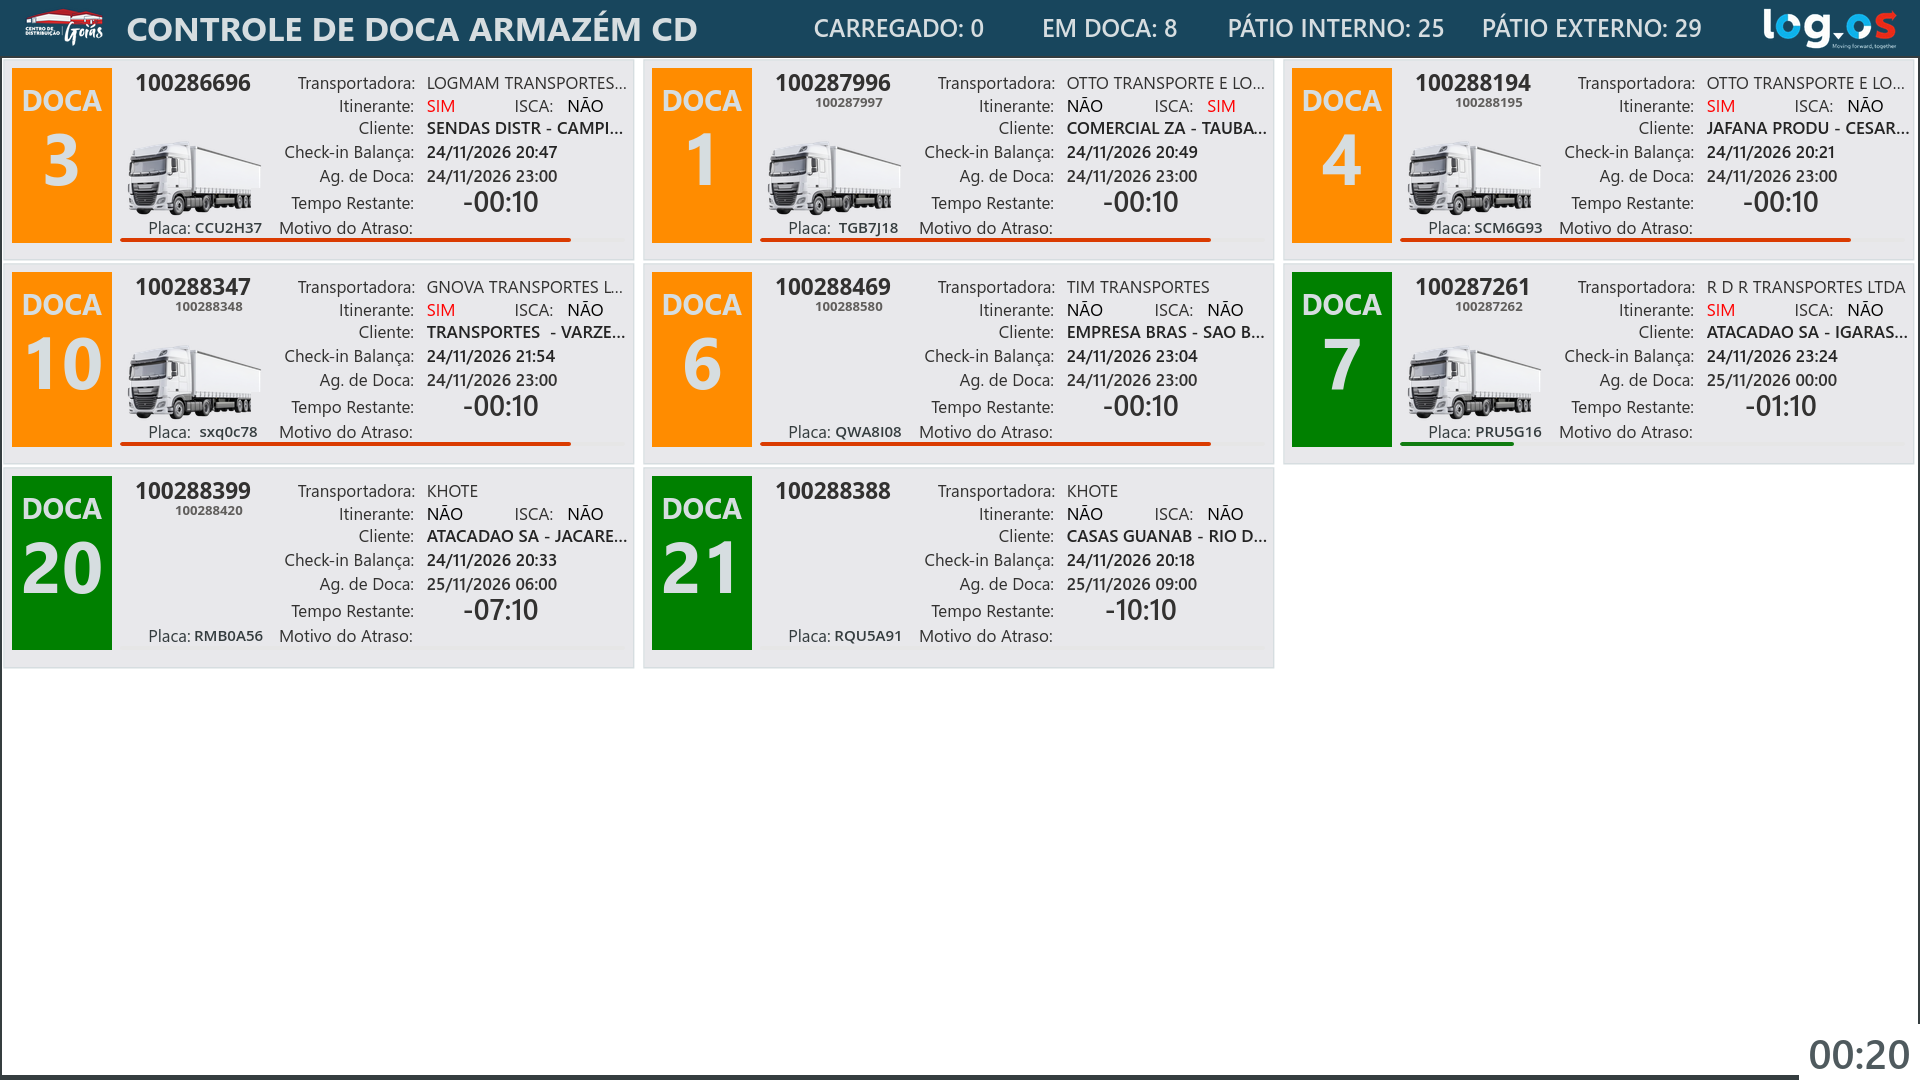 CENTRO DE DISTRIBUIÇÃO Goiás
CONTROLE DE DOCA ARMAZÉM CD
CARREGADO: 0
EM DOCA: 8
PÁTIO INTERNO: 25
PÁTIO EXTERNO: 29
log.os
Moving forward, together
DOCA
3
100286696
Transportadora: LOGMAM TRANSPORTES...
Itinerante: SIM ISCA: NÃO
Cliente: SENDAS DISTR - CAMPI...
Check-in Balança: 24/11/2026 20:47
Ag. de Doca: 24/11/2026 23:00
Tempo Restante: -00:10
Placa: CCU2H37 Motivo do Atraso:
DOCA
1
100287996
100287997
Transportadora: OTTO TRANSPORTE E LO...
Itinerante: NÃO ISCA: SIM
Cliente: COMERCIAL ZA - TAUBA...
Check-in Balança: 24/11/2026 20:49
Ag. de Doca: 24/11/2026 23:00
Tempo Restante: -00:10
Placa: TGB7J18 Motivo do Atraso:
DOCA
4
100288194
100288195
Transportadora: OTTO TRANSPORTE E LO...
Itinerante: SIM ISCA: NÃO
Cliente: JAFANA PRODU - CESAR...
Check-in Balança: 24/11/2026 20:21
Ag. de Doca: 24/11/2026 23:00
Tempo Restante: -00:10
Placa: SCM6G93 Motivo do Atraso:
DOCA
10
100288347
100288348
Transportadora: GNOVA TRANSPORTES L...
Itinerante: SIM ISCA: NÃO
Cliente: TRANSPORTES - VARZE...
Check-in Balança: 24/11/2026 21:54
Ag. de Doca: 24/11/2026 23:00
Tempo Restante: -00:10
Placa: sxq0c78 Motivo do Atraso:
DOCA
6
100288469
100288580
Transportadora: TIM TRANSPORTES
Itinerante: NÃO ISCA: NÃO
Cliente: EMPRESA BRAS - SAO B...
Check-in Balança: 24/11/2026 23:04
Ag. de Doca: 24/11/2026 23:00
Tempo Restante: -00:10
Placa: QWA8I08 Motivo do Atraso:
DOCA
7
100287261
100287262
Transportadora: R D R TRANSPORTES LTDA
Itinerante: SIM ISCA: NÃO
Cliente: ATACADAO SA - IGARAS...
Check-in Balança: 24/11/2026 23:24
Ag. de Doca: 25/11/2026 00:00
Tempo Restante: -01:10
Placa: PRU5G16 Motivo do Atraso:
DOCA
20
100288399
100288420
Transportadora: KHOTE
Itinerante: NÃO ISCA: NÃO
Cliente: ATACADAO SA - JACARE...
Check-in Balança: 24/11/2026 20:33
Ag. de Doca: 25/11/2026 06:00
Tempo Restante: -07:10
Placa: RMB0A56 Motivo do Atraso:
DOCA
21
100288388
Transportadora: KHOTE
Itinerante: NÃO ISCA: NÃO
Cliente: CASAS GUANAB - RIO D...
Check-in Balança: 24/11/2026 20:18
Ag. de Doca: 25/11/2026 09:00
Tempo Restante: -10:10
Placa: RQU5A91 Motivo do Atraso:
00:20